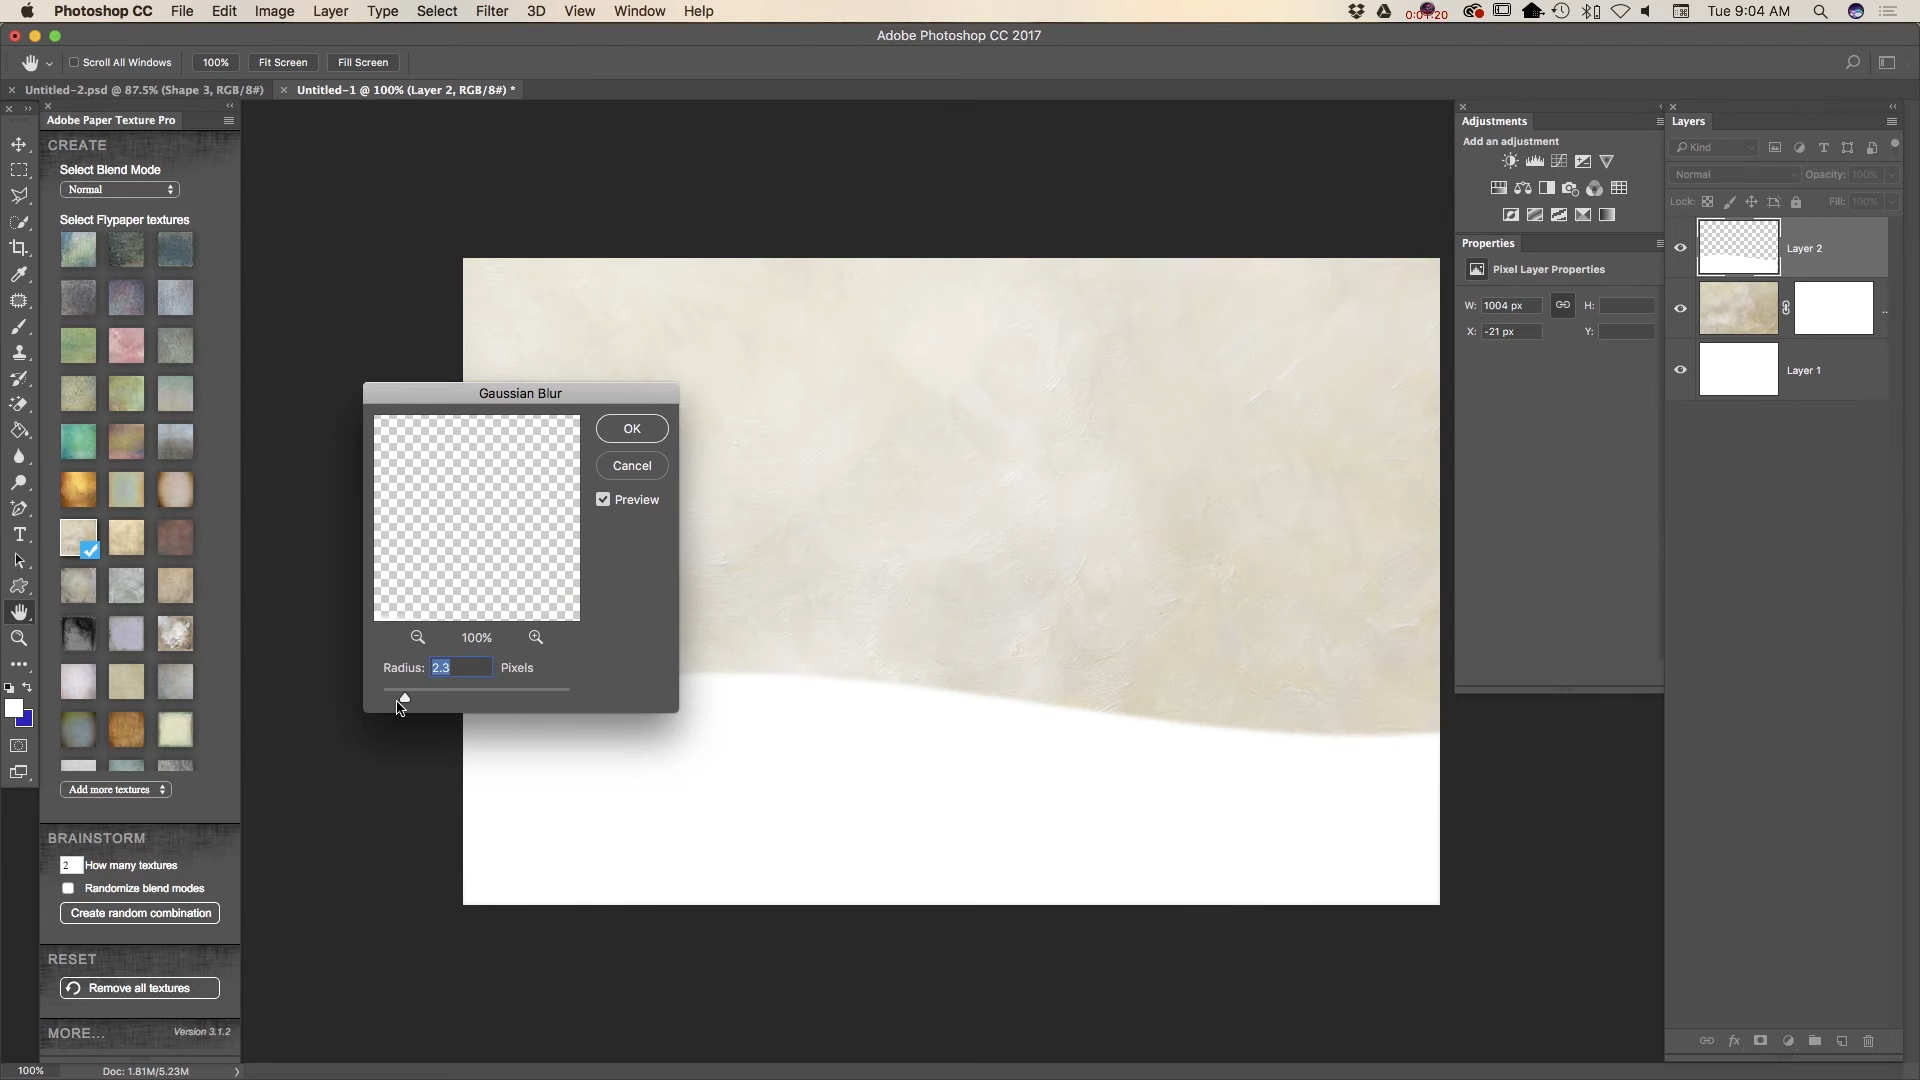 Photoshop CC File Edit Image Layer Type Select Filter 3D View Window Help Tue 9:04 AM
Adobe Photoshop CC 2017
Scroll All Windows 100% Fit Screen Fill Screen
Untitled-2.psd @ 87.5% (Shape 3, RGB/8#) Untitled-1 @ 100% (Layer 2, RGB/8#) *
Adobe Paper Texture Pro
CREATE
Select Blend Mode
Normal
Select Flypaper textures
Add more textures
BRAINSTORM
2 How many textures
Randomize blend modes
Create random combination
RESET
Remove all textures
MORE... Version 3.1.2
100% Doc: 1.81M/5.23M
Gaussian Blur
OK
Cancel
Preview
100%
Radius: 2.3 Pixels
Adjustments
Add an adjustment
Properties
Pixel Layer Properties
W: 1004 px H:
X: -21 px Y:
Layers
Kind
Normal Opacity: 100%
Lock: Fill: 100%
Layer 2
..
Layer 1
fx